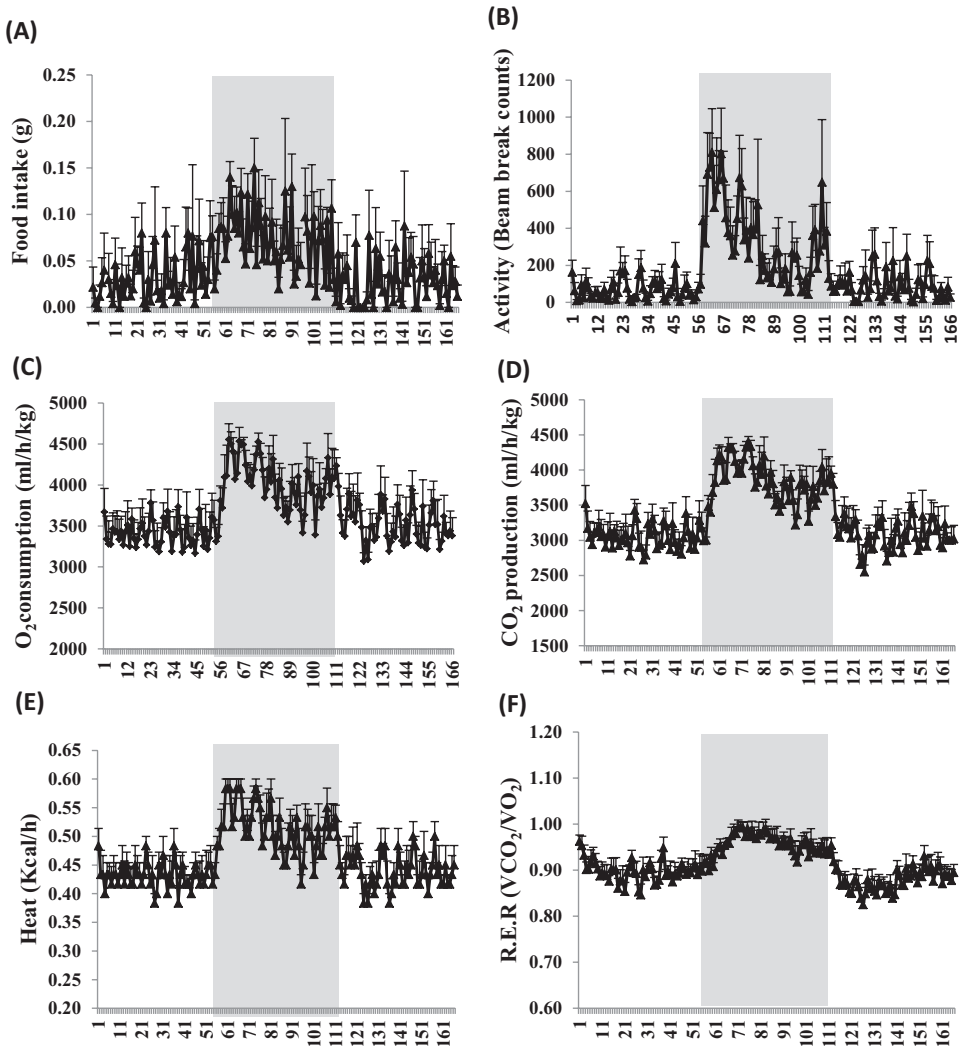 (A)
Food intake (g)
0.25
0.20
0.15
0.10
0.05
0.00
1 11 21 31 41 51 61 71 81 91 101 111 121 131 141 151 161
(B)
Activity (Beam break counts)
1200
1000
800
600
400
200
0
1 12 23 34 45 56 67 78 89 100 111 122 133 144 155 166
(C)
O2 consumption (ml/h/kg)
5000
4500
4000
3500
3000
2500
2000
1 12 23 34 45 56 67 78 89 100 111 122 133 144 155 166
(D)
CO2 production (ml/h/kg)
5000
4500
4000
3500
3000
2500
2000
1500
1 11 21 31 41 51 61 71 81 91 101 111 121 131 141 151 161
(E)
Heat (Kcal/h)
0.65
0.60
0.55
0.50
0.45
0.40
0.35
0.30
0.25
0.20
1 11 21 31 41 51 61 71 81 91 101 111 121 131 141 151 161
(F)
R.E.R (VCO2/VO2)
1.20
1.10
1.00
0.90
0.80
0.70
0.60
1 11 21 31 41 51 61 71 81 91 101 111 121 131 141 151 161